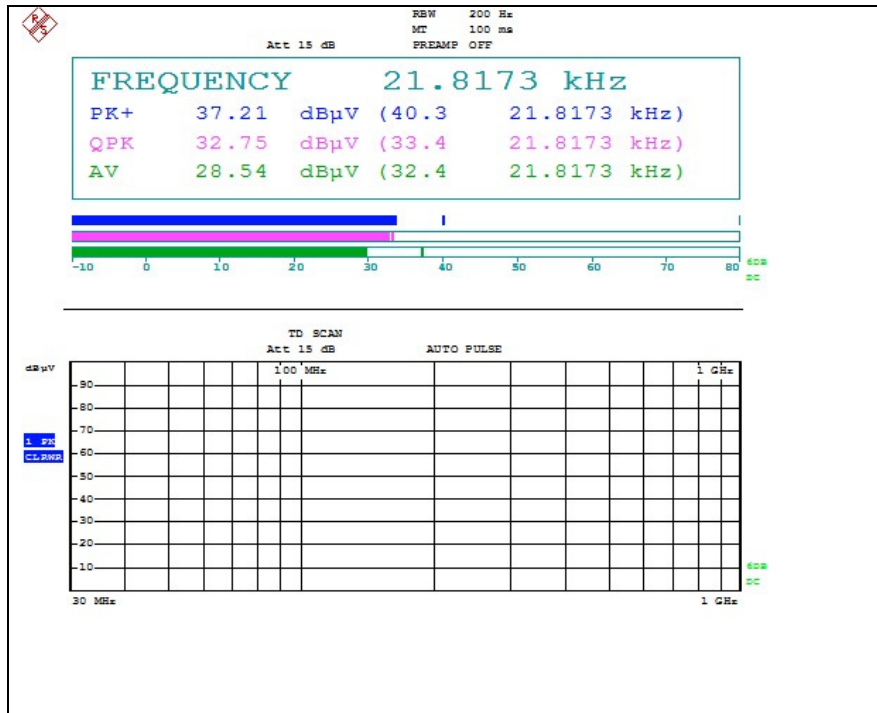 R S
RBW 200 Hz
MT 100 ms
Att 15 dB PREAMP OFF
FREQUENCY 21.8173 kHz
PK+ 37.21 dBµV (40.3 21.8173 kHz)
QPK 32.75 dBµV (33.4 21.8173 kHz)
AV 28.54 dBµV (32.4 21.8173 kHz)
-10 0 10 20 30 40 50 60 70 80
6DB
DC
TD SCAN
Att 15 dB AUTO PULSE
dBµV 100 MHz 1 GHz
90
80
70
1 PK
CLRWR 60
50
40
30
20
10
6DB
DC
30 MHz 1 GHz